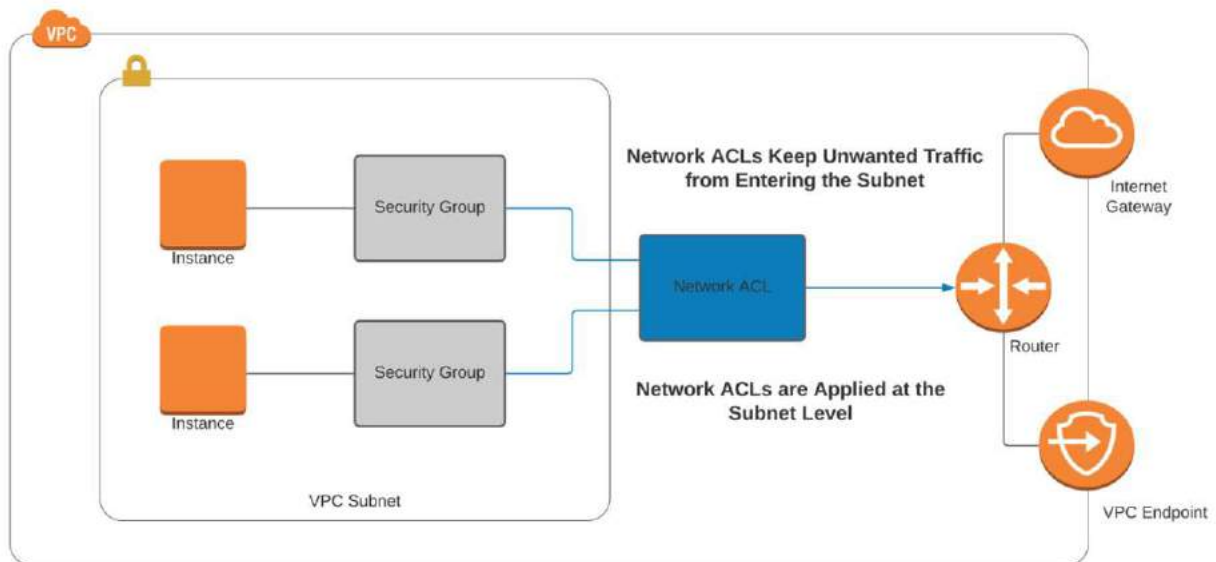 VPC
Network ACLs Keep Unwanted Traffic
from Entering the Subnet
Internet
Gateway
Security Group
Instance
Network ACL
Router
Security Group
Instance
Network ACLs are Applied at the
Subnet Level
VPC Subnet
VPC Endpoint